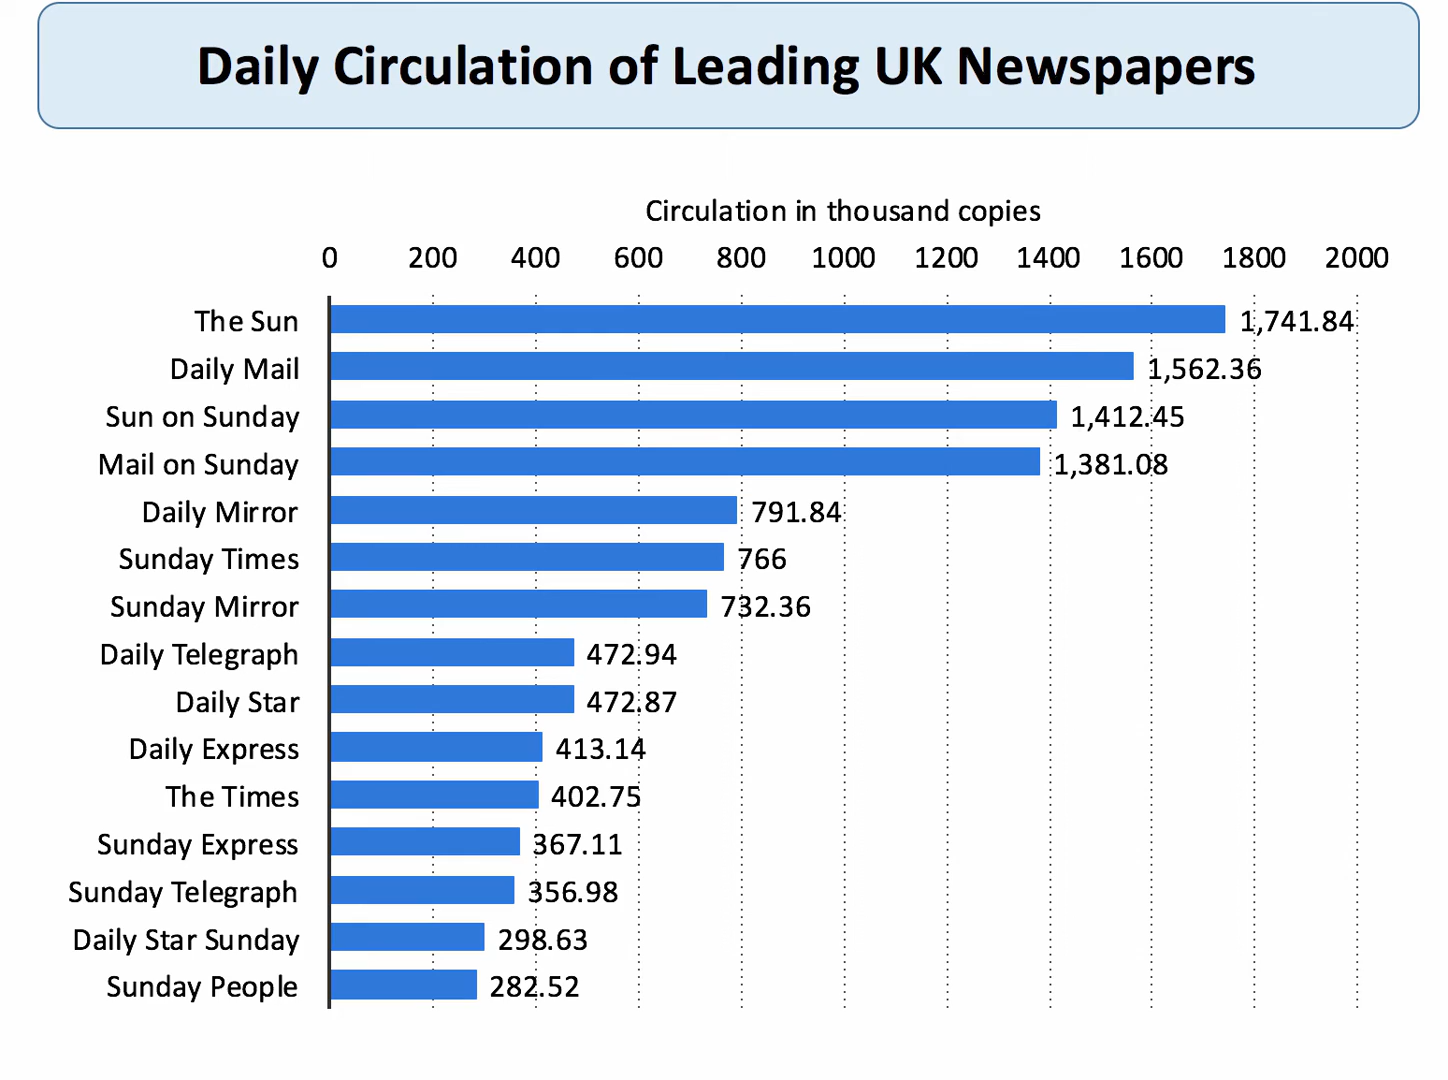 Daily Circulation of Leading UK Newspapers
Circulation in thousand copies
0 200 400 600 800 1000 1200 1400 1600 1800 2000
The Sun 1,741.84
Daily Mail 1,562.36
Sun on Sunday 1,412.45
Mail on Sunday 1,381.08
Daily Mirror 791.84
Sunday Times 766
Sunday Mirror 732.36
Daily Telegraph 472.94
Daily Star 472.87
Daily Express 413.14
The Times 402.75
Sunday Express 367.11
Sunday Telegraph 356.98
Daily Star Sunday 298.63
Sunday People 282.52